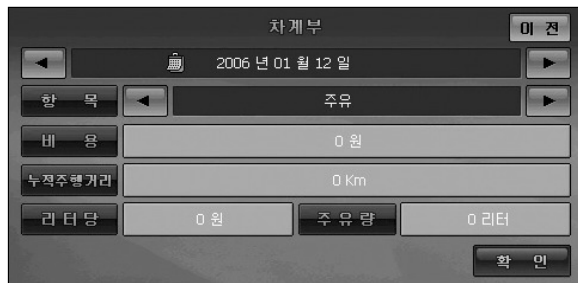 차계부 이 전
2006 년 01 월 12 일
항 목 주유
비 용 0 원
누적주행거리 0 Km
리 터 당 0 원 주 유 량 0 리터
확 인